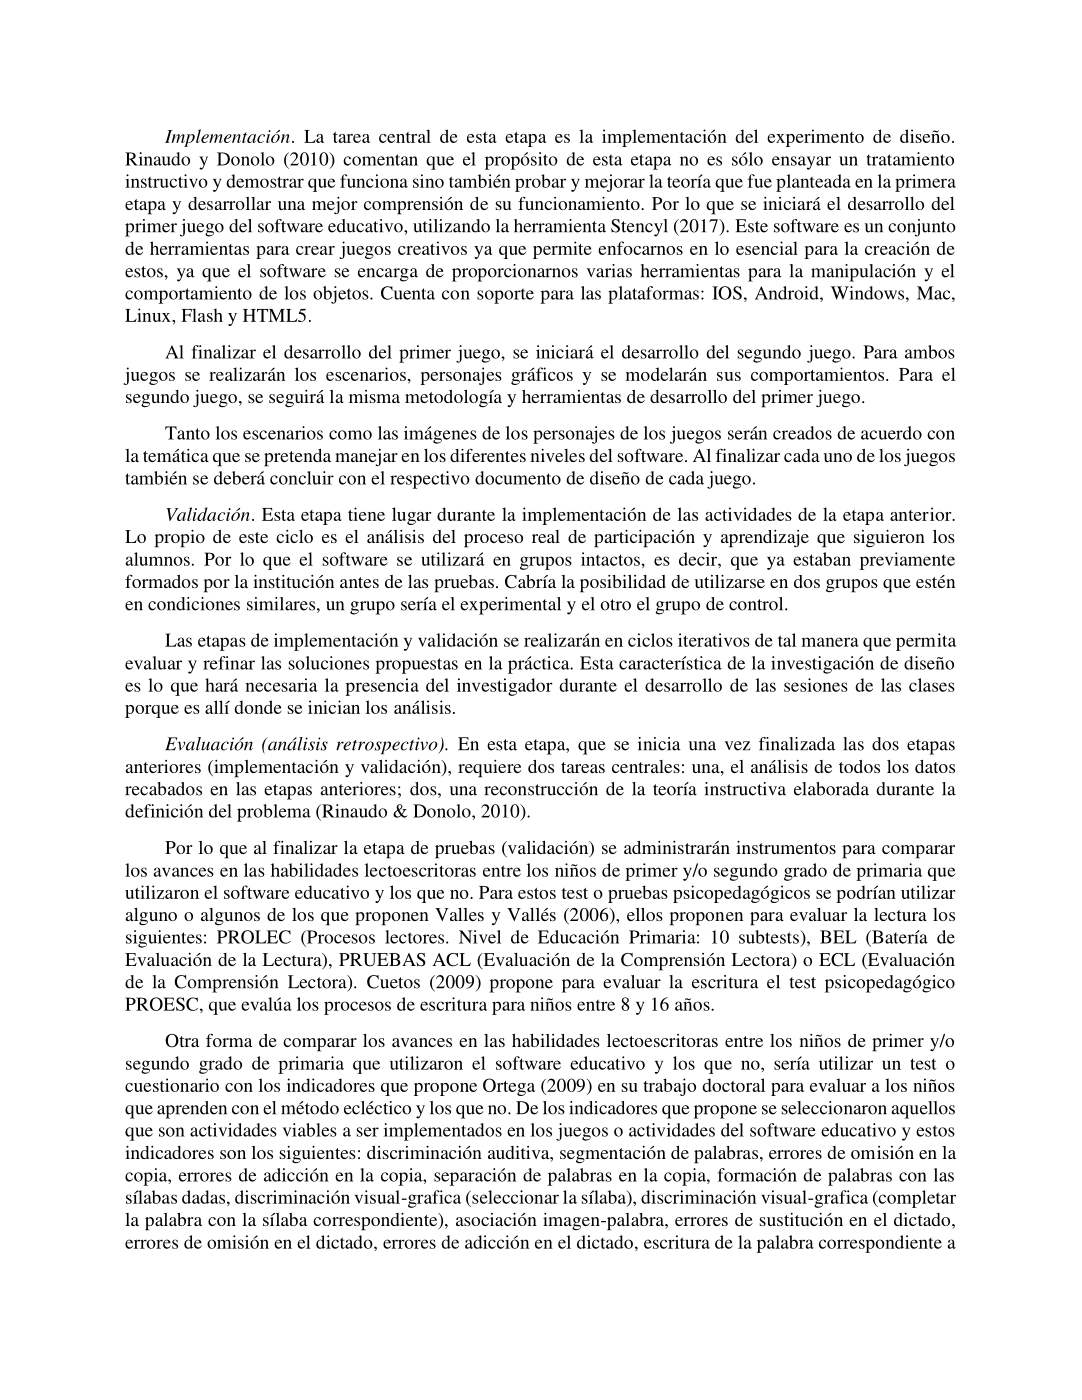 Implementación. La tarea central de esta etapa es la implementación del experimento de diseño.
Rinaudo y Donolo (2010) comentan que el propósito de esta etapa no es sólo ensayar un tratamiento
instructivo y demostrar que funciona sino también probar y mejorar la teoría que fue planteada en la primera
etapa y desarrollar una mejor comprensión de su funcionamiento. Por lo que se iniciará el desarrollo del
primer juego del software educativo, utilizando la herramienta Stencyl (2017). Este software es un conjunto
de herramientas para crear juegos creativos ya que permite enfocarnos en lo esencial para la creación de
estos, ya que el software se encarga de proporcionarnos varias herramientas para la manipulación y el
comportamiento de los objetos. Cuenta con soporte para las plataformas: IOS, Android, Windows, Mac,
Linux, Flash y HTML5.
Al finalizar el desarrollo del primer juego, se iniciará el desarrollo del segundo juego. Para ambos
juegos se realizarán los escenarios, personajes gráficos y se modelarán sus comportamientos. Para el
segundo juego, se seguirá la misma metodología y herramientas de desarrollo del primer juego.
Tanto los escenarios como las imágenes de los personajes de los juegos serán creados de acuerdo con
la temática que se pretenda manejar en los diferentes niveles del software. Al finalizar cada uno de los juegos
también se deberá concluir con el respectivo documento de diseño de cada juego.
Validación. Esta etapa tiene lugar durante la implementación de las actividades de la etapa anterior.
Lo propio de este ciclo es el análisis del proceso real de participación y aprendizaje que siguieron los
alumnos. Por lo que el software se utilizará en grupos intactos, es decir, que ya estaban previamente
formados por la institución antes de las pruebas. Cabría la posibilidad de utilizarse en dos grupos que estén
en condiciones similares, un grupo sería el experimental y el otro el grupo de control.
Las etapas de implementación y validación se realizarán en ciclos iterativos de tal manera que permita
evaluar y refinar las soluciones propuestas en la práctica. Esta característica de la investigación de diseño
es lo que hará necesaria la presencia del investigador durante el desarrollo de las sesiones de las clases
porque es allí donde se inician los análisis.
Evaluación (análisis retrospectivo). En esta etapa, que se inicia una vez finalizada las dos etapas
anteriores (implementación y validación), requiere dos tareas centrales: una, el análisis de todos los datos
recabados en las etapas anteriores; dos, una reconstrucción de la teoría instructiva elaborada durante la
definición del problema (Rinaudo & Donolo, 2010).
Por lo que al finalizar la etapa de pruebas (validación) se administrarán instrumentos para comparar
los avances en las habilidades lectoescritoras entre los niños de primer y/o segundo grado de primaria que
utilizaron el software educativo y los que no. Para estos test o pruebas psicopedagógicos se podrían utilizar
alguno o algunos de los que proponen Valles y Vallés (2006), ellos proponen para evaluar la lectura los
siguientes: PROLEC (Procesos lectores. Nivel de Educación Primaria: 10 subtests), BEL (Batería de
Evaluación de la Lectura), PRUEBAS ACL (Evaluación de la Comprensión Lectora) o ECL (Evaluación
de la Comprensión Lectora). Cuetos (2009) propone para evaluar la escritura el test psicopedagógico
PROESC, que evalúa los procesos de escritura para niños entre 8 y 16 años.
Otra forma de comparar los avances en las habilidades lectoescritoras entre los niños de primer y/o
segundo grado de primaria que utilizaron el software educativo y los que no, sería utilizar un test o
cuestionario con los indicadores que propone Ortega (2009) en su trabajo doctoral para evaluar a los niños
que aprenden con el método ecléctico y los que no. De los indicadores que propone se seleccionaron aquellos
que son actividades viables a ser implementados en los juegos o actividades del software educativo y estos
indicadores son los siguientes: discriminación auditiva, segmentación de palabras, errores de omisión en la
copia, errores de adicción en la copia, separación de palabras en la copia, formación de palabras con las
sílabas dadas, discriminación visual-grafica (seleccionar la sílaba), discriminación visual-grafica (completar
la palabra con la sílaba correspondiente), asociación imagen-palabra, errores de sustitución en el dictado,
errores de omisión en el dictado, errores de adicción en el dictado, escritura de la palabra correspondiente a